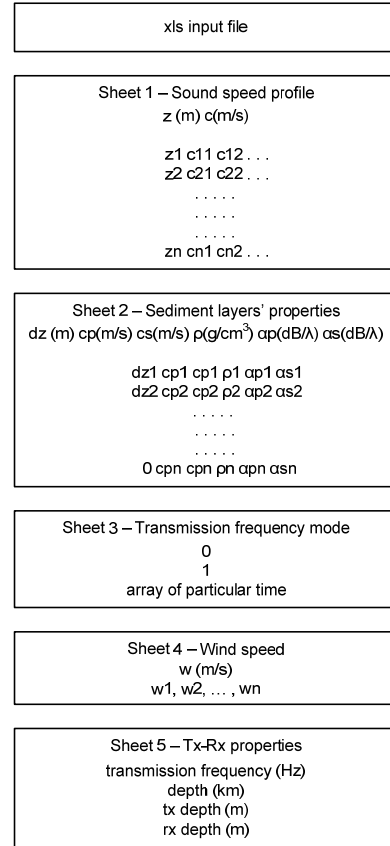 xls input file
Sheet 1 – Sound speed profile
z (m) c(m/s)
z1 c11 c12 . . .
z2 c21 c22 . . .
. . . . .
. . . . .
. . . . .
zn cn1 cn2 . . .
Sheet 2 – Sediment layers' properties
dz (m) cp(m/s) cs(m/s) ρ(g/cm³) αp(dB/λ) αs(dB/λ)
dz1 cp1 cp1 ρ1 αp1 αs1
dz2 cp2 cp2 ρ2 αp2 αs2
. . . . .
. . . . .
. . . . .
0 cpn cpn ρn αpn αsn
Sheet 3 – Transmission frequency mode
0
1
array of particular time
Sheet 4 – Wind speed
w (m/s)
w1, w2, ... , wn
Sheet 5 – Tx-Rx properties
transmission frequency (Hz)
depth (km)
tx depth (m)
rx depth (m)